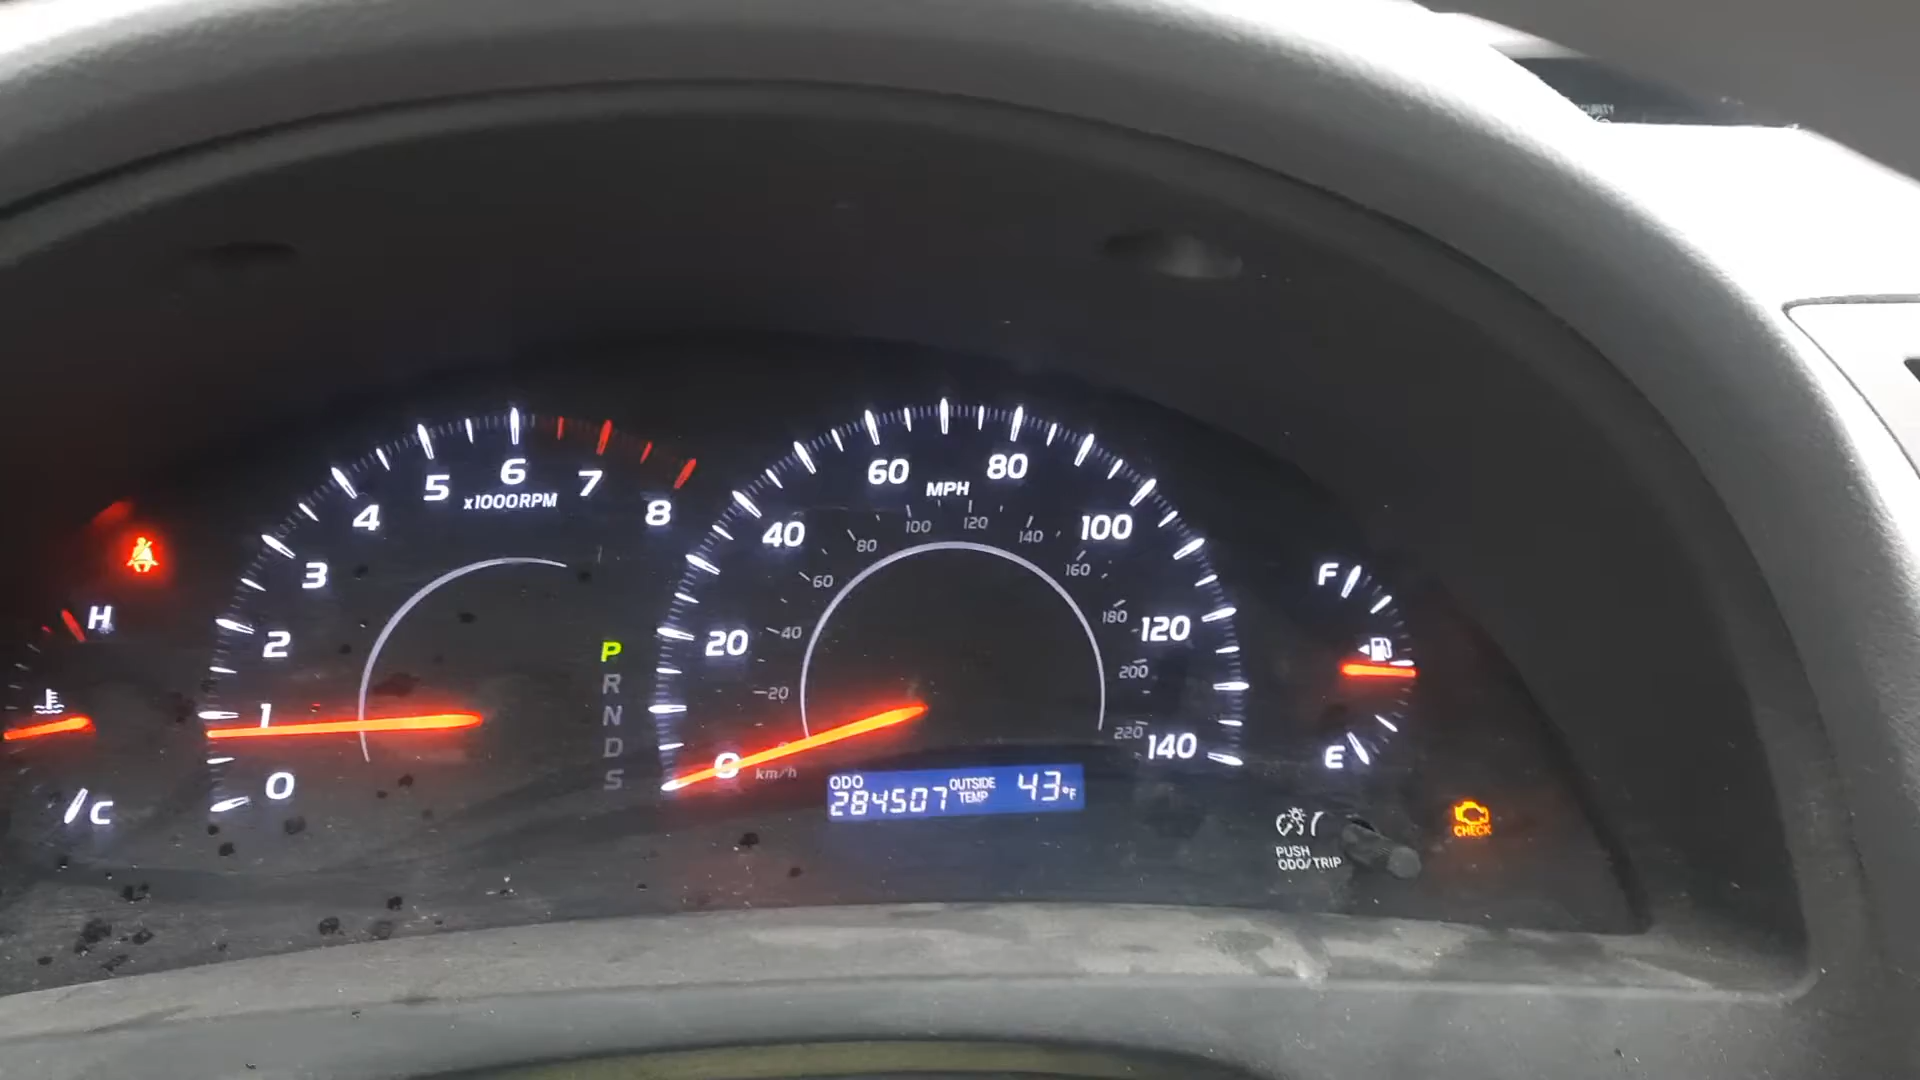 CURITY
6
5
7
x1000RPM
4
8
3
2
1
0
H
C
P
R
N
D
S
60
80
MPH
40
100
20
120
0
140
100
120
80
140
60
160
40
180
20
200
220
km/h
ODO
284507
OUTSIDE
TEMP
43°F
F
E
PUSH
ODO/TRIP
CHECK